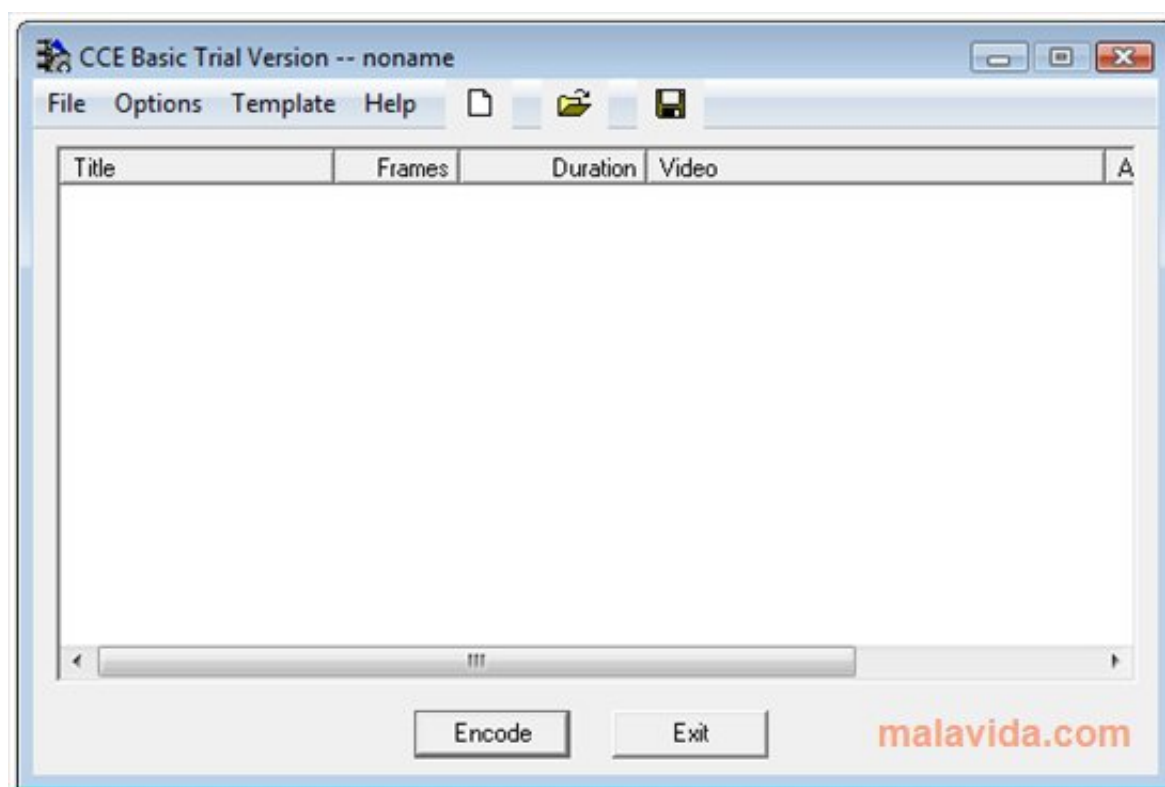 CCE Basic Trial Version -- noname
File Options Template Help
Title Frames Duration Video A
Encode Exit
malavida.com